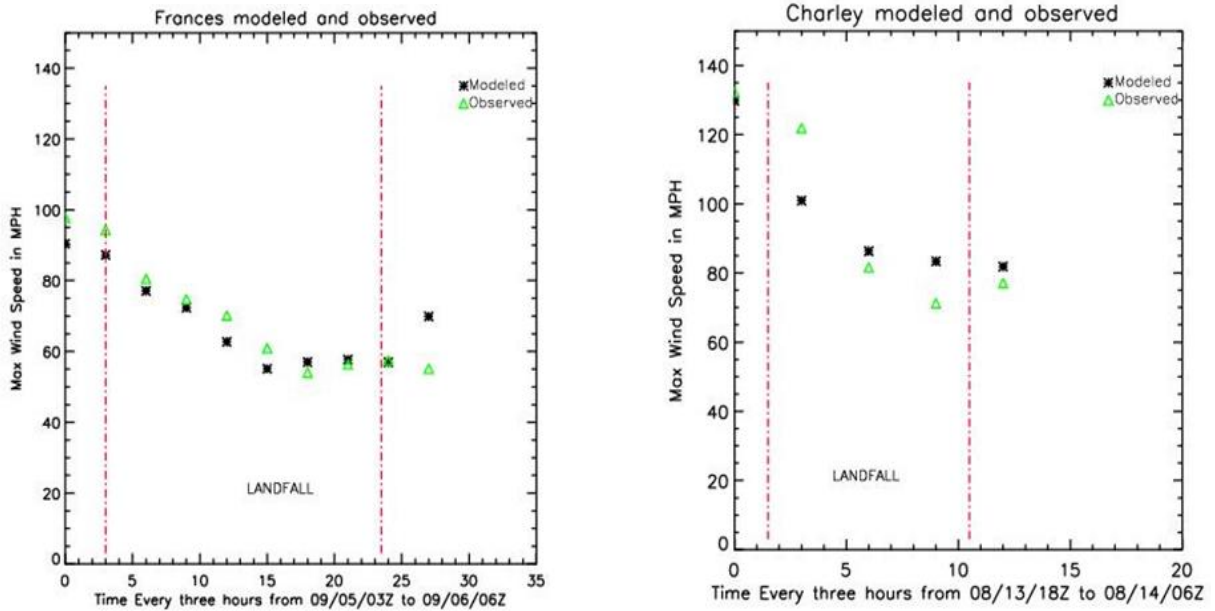 Frances modeled and observed
140
120
100
80
60
40
20
0
Max Wind Speed in MPH
Modeled
Observed
LANDFALL
0 5 10 15 20 25 30 35
Time Every three hours from 09/05/03Z to 09/06/06Z
Charley modeled and observed
140
120
100
80
60
40
20
0
Max Wind Speed in MPH
Modeled
Observed
LANDFALL
0 5 10 15 20
Time Every three hours from 08/13/18Z to 08/14/06Z